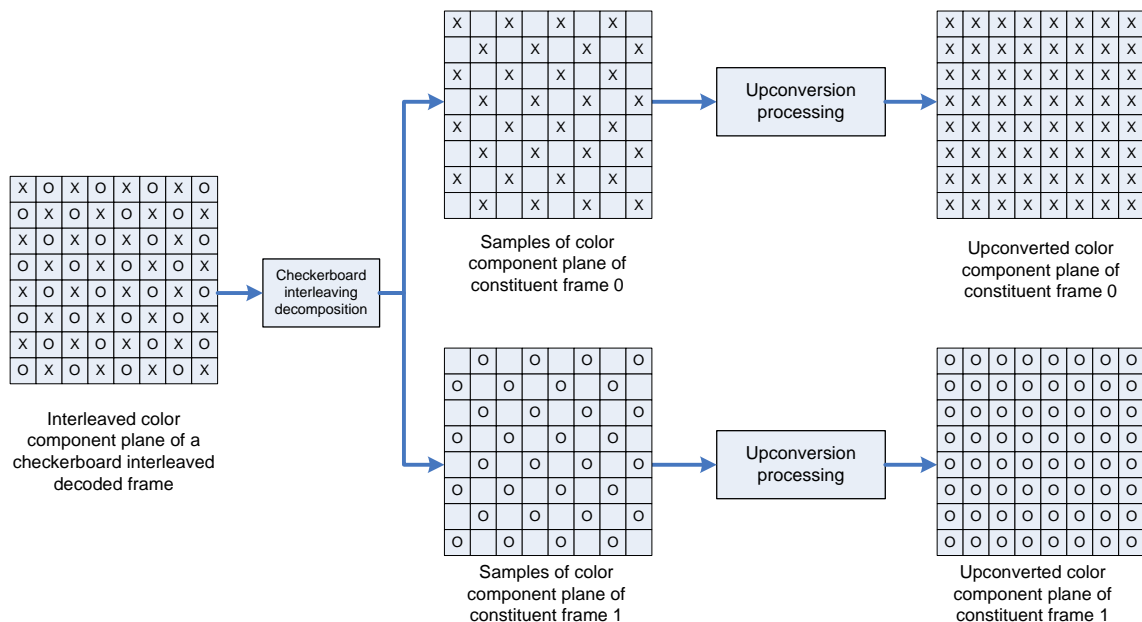 X X X X
X X X X
X X X X
X X X X
X X X X
X X X X
X X X X
X X X X
Samples of color
component plane of
constituent frame 0
Upconversion
processing
X X X X X X X X
X X X X X X X X
X X X X X X X X
X X X X X X X X
X X X X X X X X
X X X X X X X X
X X X X X X X X
X X X X X X X X
Upconverted color
component plane of
constituent frame 0
X O X O X O X O
O X O X O X O X
X O X O X O X O
O X O X O X O X
X O X O X O X O
O X O X O X O X
X O X O X O X O
O X O X O X O X
Interleaved color
component plane of a
checkerboard interleaved
decoded frame
Checkerboard
interleaving
decomposition
O O O O
O O O O
O O O O
O O O O
O O O O
O O O O
O O O O
O O O O
Samples of color
component plane of
constituent frame 1
Upconversion
processing
O O O O O O O O
O O O O O O O O
O O O O O O O O
O O O O O O O O
O O O O O O O O
O O O O O O O O
O O O O O O O O
O O O O O O O O
Upconverted color
component plane of
constituent frame 1